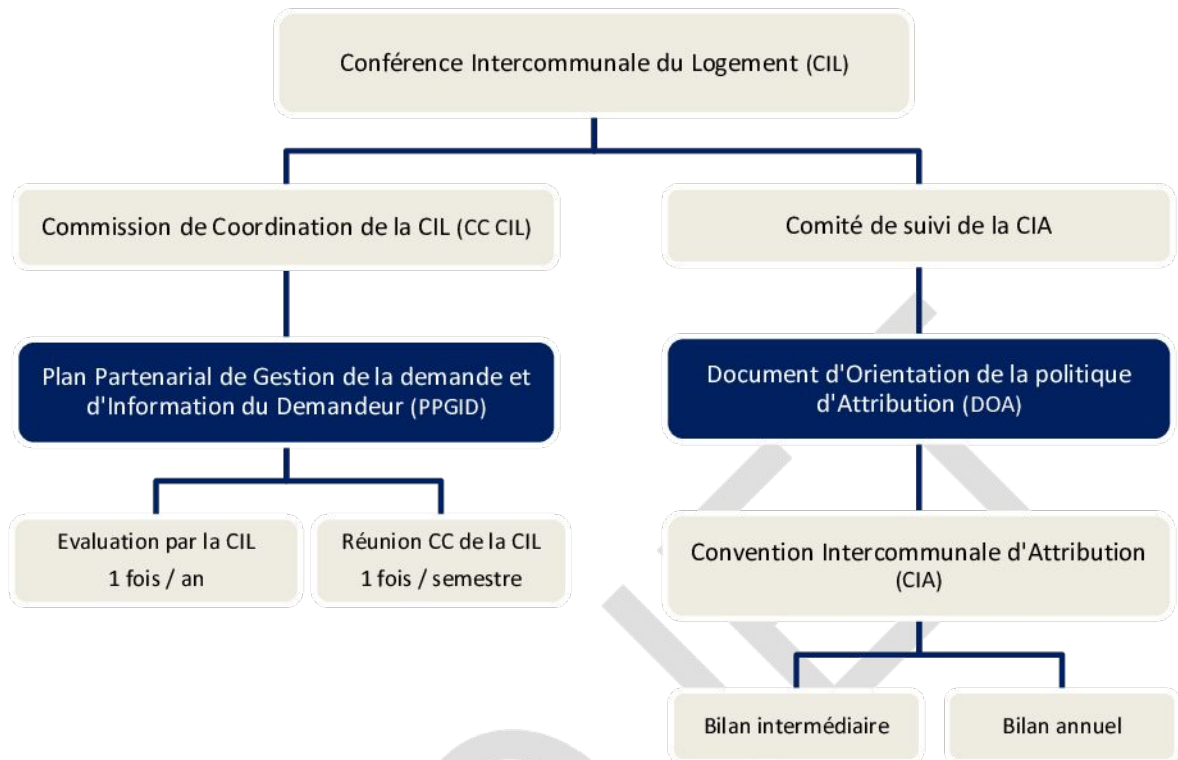 Conférence Intercommunale du Logement (CIL)
Commission de Coordination de la CIL (CC CIL)
Comité de suivi de la CIA
Plan Partenarial de Gestion de la demande et
d'Information du Demandeur (PPGID)
Document d'Orientation de la politique
d'Attribution (DOA)
Evaluation par la CIL
1 fois / an
Réunion CC de la CIL
1 fois / semestre
Convention Intercommunale d'Attribution
(CIA)
Bilan intermédiaire
Bilan annuel